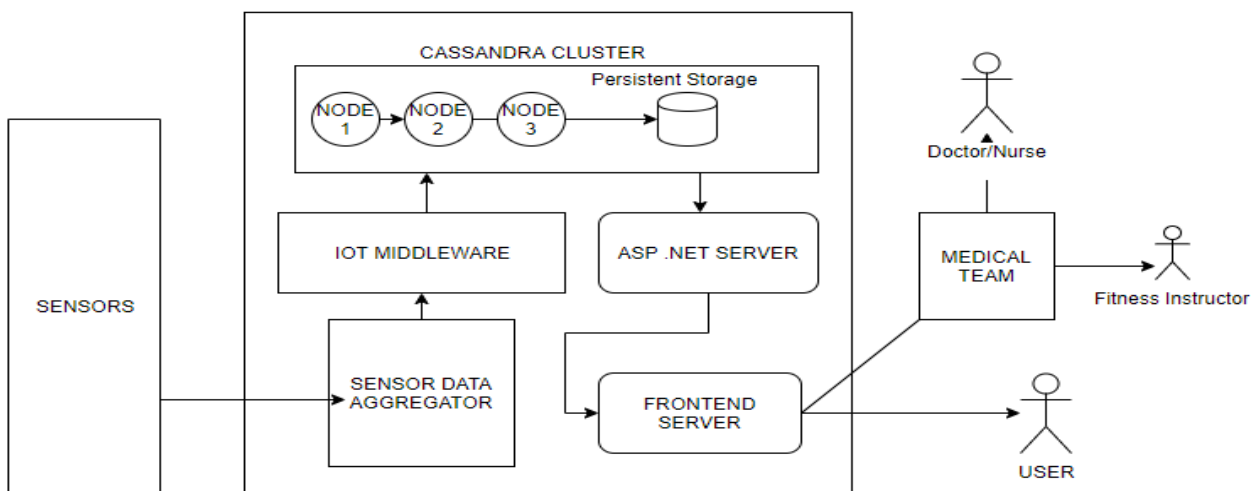 CASSANDRA CLUSTER
Persistent Storage
NODE
1
NODE
2
NODE
3
Doctor/Nurse
IOT MIDDLEWARE
ASP .NET SERVER
MEDICAL
TEAM
SENSORS
Fitness Instructor
SENSOR DATA
AGGREGATOR
FRONTEND
SERVER
USER